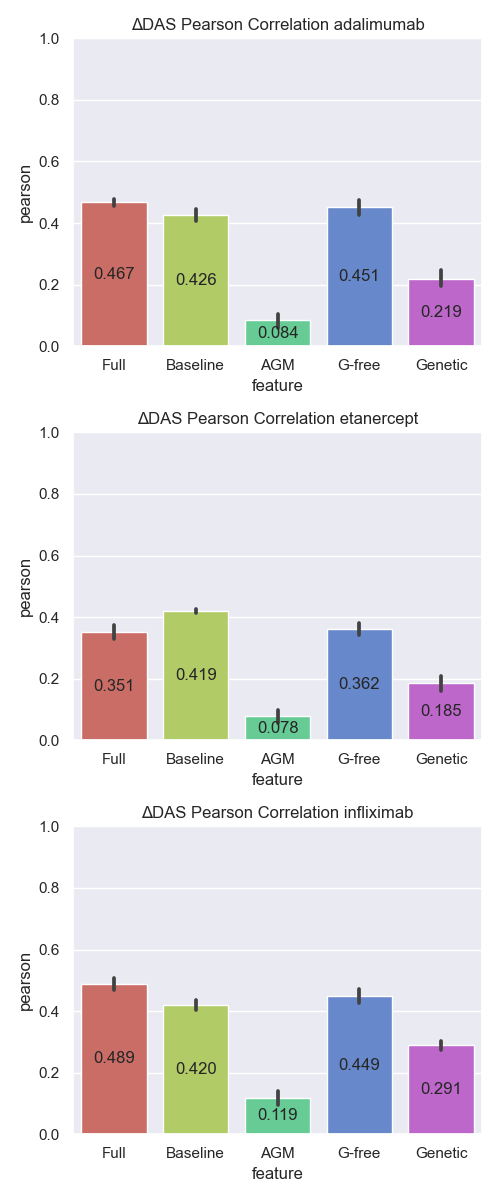 ΔDAS Pearson Correlation adalimumab
1.0
0.8
0.6
0.4
0.2
0.0
pearson
0.467
0.426
0.084
0.451
0.219
Full Baseline AGM G-free Genetic
feature
ΔDAS Pearson Correlation etanercept
1.0
0.8
0.6
0.4
0.2
0.0
pearson
0.351
0.419
0.078
0.362
0.185
Full Baseline AGM G-free Genetic
feature
ΔDAS Pearson Correlation infliximab
1.0
0.8
0.6
0.4
0.2
0.0
pearson
0.489
0.420
0.119
0.449
0.291
Full Baseline AGM G-free Genetic
feature